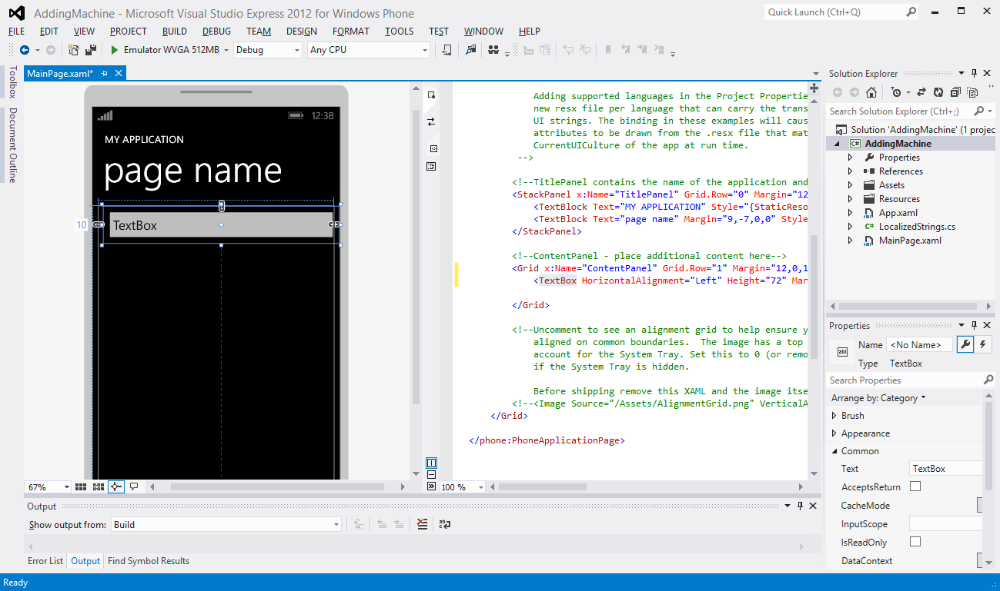 AddingMachine - Microsoft Visual Studio Express 2012 for Windows Phone
Quick Launch (Ctrl+Q)
FILE EDIT VIEW PROJECT BUILD DEBUG TEAM DESIGN FORMAT TOOLS TEST WINDOW HELP
Emulator WVGA 512MB Debug Any CPU
Toolbox
Document Outline
MainPage.xaml*
12:38
MY APPLICATION
page name
10
TextBox
67%
Adding supported languages in the Project Propertie
new resx file per language that can carry the trans
UI strings. The binding in these examples will caus
attributes to be drawn from the .resx file that mat
CurrentUICulture of the app at run time.
-->
<!--TitlePanel contains the name of the application and
<StackPanel x:Name="TitlePanel" Grid.Row="0" Margin="12
<TextBlock Text="MY APPLICATION" Style="{StaticReso
<TextBlock Text="page name" Margin="9,-7,0,0" Style
</StackPanel>
<!--ContentPanel - place additional content here-->
<Grid x:Name="ContentPanel" Grid.Row="1" Margin="12,0,1
<TextBox HorizontalAlignment="Left" Height="72" Mar
</Grid>
<!--Uncomment to see an alignment grid to help ensure y
aligned on common boundaries.  The image has a top
account for the System Tray. Set this to 0 (or remo
if the System Tray is hidden.
Before shipping remove this XAML and the image itse
<!--<Image Source="/Assets/AlignmentGrid.png" VerticalA
</Grid>
</phone:PhoneApplicationPage>
100 %
Solution Explorer
Search Solution Explorer (Ctrl+;)
Solution 'AddingMachine' (1 projec
C# AddingMachine
Properties
References
Assets
Resources
App.xaml
C# LocalizedStrings.cs
MainPage.xaml
Properties
abl
Name <No Name>
Type TextBox
Search Properties
Arrange by: Category
Brush
Appearance
Common
Text TextBox
AcceptsReturn
CacheMode
InputScope
IsReadOnly
DataContext
Output
Show output from: Build
Error List Output Find Symbol Results
Ready